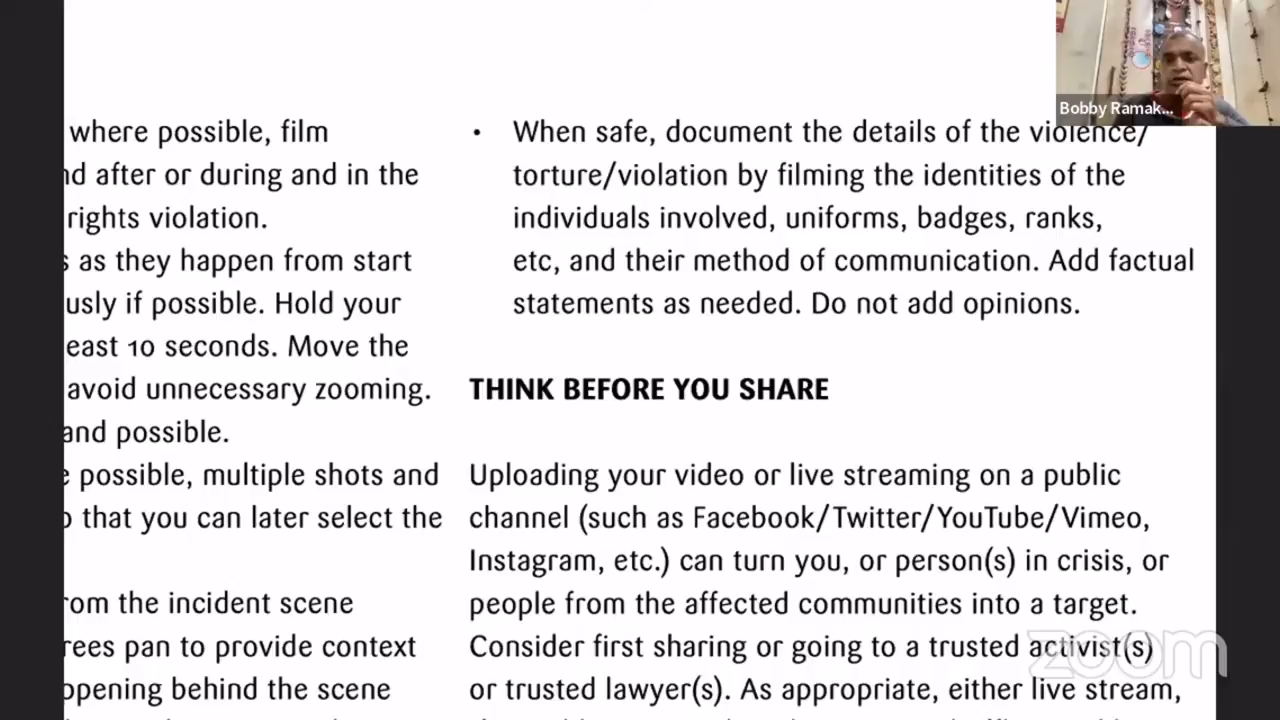 Bobby Ramak...
where possible, film
nd after or during and in the
rights violation.
s as they happen from start
usly if possible. Hold your
east 10 seconds. Move the
avoid unnecessary zooming.
and possible.
e possible, multiple shots and
o that you can later select the
rom the incident scene
rees pan to provide context
opening behind the scene
• When safe, document the details of the violence/
torture/violation by filming the identities of the
individuals involved, uniforms, badges, ranks,
etc, and their method of communication. Add factual
statements as needed. Do not add opinions.
THINK BEFORE YOU SHARE
Uploading your video or live streaming on a public
channel (such as Facebook/Twitter/YouTube/Vimeo,
Instagram, etc.) can turn you, or person(s) in crisis, or
people from the affected communities into a target.
Consider first sharing or going to a trusted activist(s)
or trusted lawyer(s). As appropriate, either live stream,
zoom